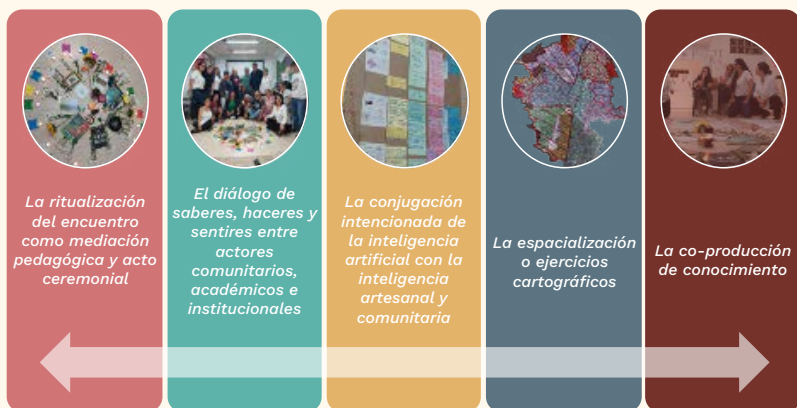 La ritualización
del encuentro
como mediación
pedagógica y acto
ceremonial
El diálogo de
saberes, haceres y
sentires entre
actores
comunitarios,
académicos e
institucionales
La conjugación
intencionada de
la inteligencia
artificial con la
inteligencia
artesanal y
comunitaria
La espacialización
o ejercicios
cartográficos
La co-producción
de conocimiento